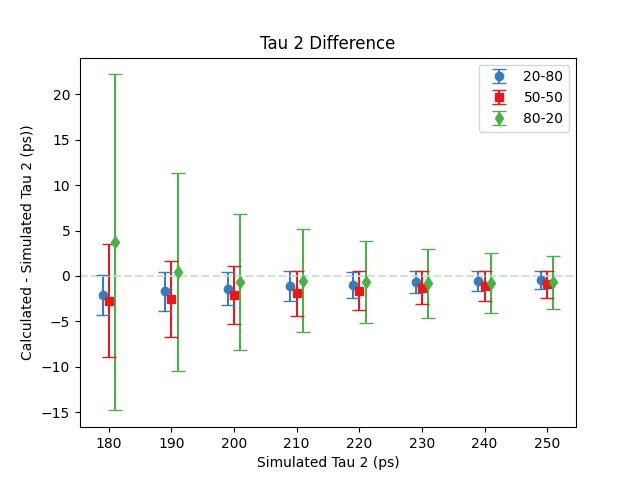 Tau 2 Difference
20-80
50-50
80-20
Calculated - Simulated Tau 2 (ps))
20
15
10
5
0
−5
−10
−15
180 190 200 210 220 230 240 250
Simulated Tau 2 (ps)